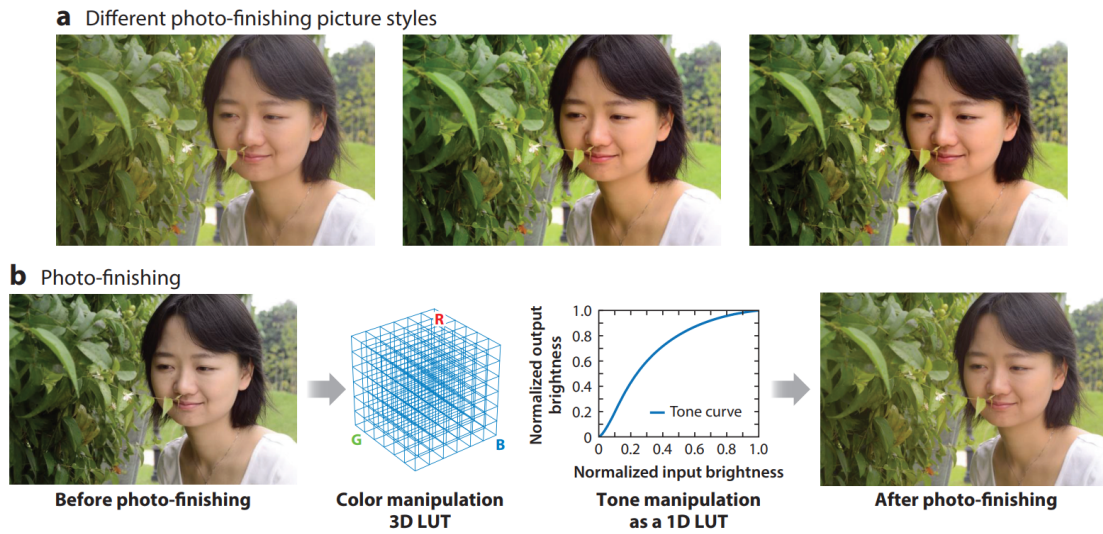 a Different photo-finishing picture styles
b Photo-finishing
R
G
B
Normalized output
brightness
1.0
0.8
0.6
0.4
0.2
0
Tone curve
0 0.2 0.4 0.6 0.8 1.0
Normalized input brightness
Before photo-finishing
Color manipulation
3D LUT
Tone manipulation
as a 1D LUT
After photo-finishing